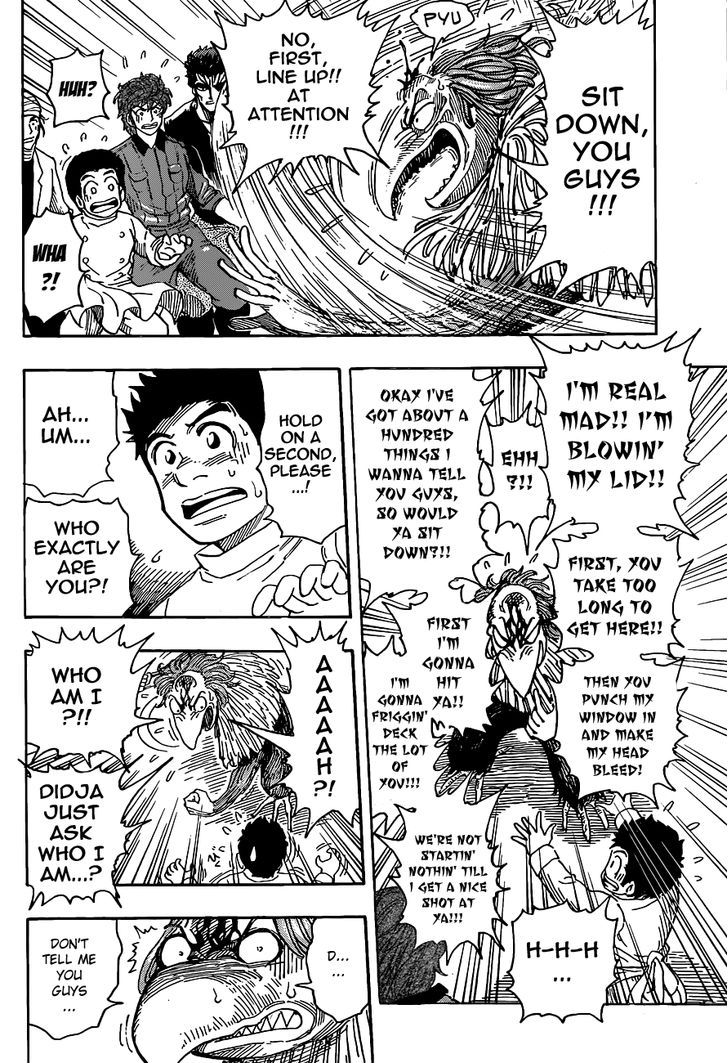 SIT
DOWN,
YOU
GUYS
!!!
PYU
NO,
FIRST,
LINE UP!!
AT
ATTENTION
!!!
HUH?
WHA
?!
I'M REAL
MAD!! I'M
BLOWIN'
MY LID!!
EHH
?!!
OKAY I'VE
GOT ABOUT A
HUNDRED
THINGS I
WANNA TELL
YOU GUYS,
SO WOULD
YA SIT
DOWN?!!
FIRST, YOU
TAKE TOO
LONG TO
GET HERE!!
THEN YOU
PUNCH MY
WINDOW IN
AND MAKE
MY HEAD
BLEED!
FIRST
I'M
GONNA
HIT
YA!!
I'M
GONNA
FRIGGIN'
DECK
THE LOT
OF
YOU!!!
WE'RE NOT
STARTIN'
NOTHIN' TILL
I GET A NICE
SHOT AT
YA!!!
H-H-H
...
HOLD
ON A
SECOND,
PLEASE
...!
AH...
UM...
WHO
EXACTLY
ARE
YOU?!
AAAAAH?!
WHO
AM I
?!!
DIDJA
JUST
ASK
WHO I
AM...?
D...
...
DON'T
TELL ME
YOU
GUYS
...